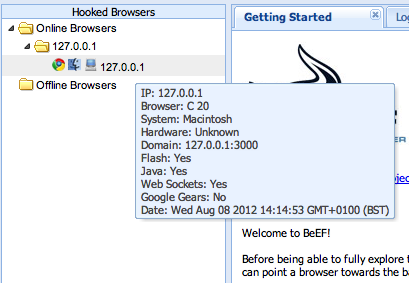 Hooked Browsers
Getting Started
Online Browsers
127.0.0.1
127.0.0.1
Offline Browsers
IP: 127.0.0.1
Browser: C 20
System: Macintosh
Hardware: Unknown
Domain: 127.0.0.1:3000
Flash: Yes
Java: Yes
Web Sockets: Yes
Google Gears: No
Date: Wed Aug 08 2012 14:14:53 GMT+0100 (BST)
Welcome to BeEF!
Before being able to fully explore
can point a browser towards the